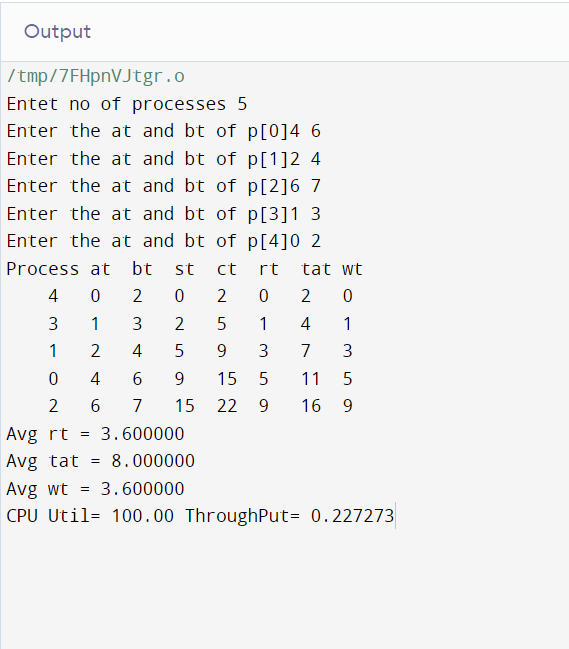 Output
/tmp/7FHpnVJtgr.o
Entet no of processes 5
Enter the at and bt of p[0]4 6
Enter the at and bt of p[1]2 4
Enter the at and bt of p[2]6 7
Enter the at and bt of p[3]1 3
Enter the at and bt of p[4]0 2
Process at bt st ct rt tat wt
4 0 2 0 2 0 2 0
3 1 3 2 5 1 4 1
1 2 4 5 9 3 7 3
0 4 6 9 15 5 11 5
2 6 7 15 22 9 16 9
Avg rt = 3.600000
Avg tat = 8.000000
Avg wt = 3.600000
CPU Util= 100.00 ThroughPut= 0.227273